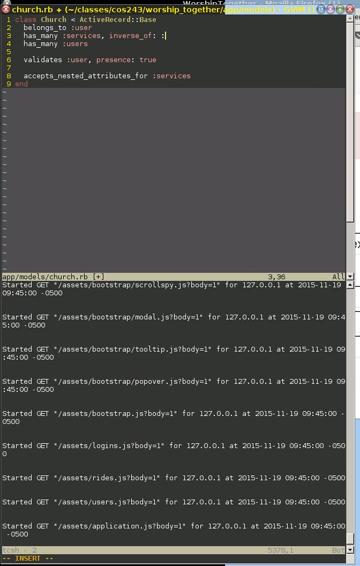 church.rb + (~/classes/cos243/worship_together/app/models) - GVIM
1 class Church < ActiveRecord::Base
2   belongs_to :user
3   has_many :services, inverse_of: :
4   has_many :users
5
6   validates :user, presence: true
7
8   accepts_nested_attributes_for :services
9 end
app/models/church.rb [+] 3,36 All
Started GET "/assets/bootstrap/scrollspy.js?body=1" for 127.0.0.1 at 2015-11-19
09:45:00 -0500
Started GET "/assets/bootstrap/modal.js?body=1" for 127.0.0.1 at 2015-11-19 09:4
5:00 -0500
Started GET "/assets/bootstrap/tooltip.js?body=1" for 127.0.0.1 at 2015-11-19 09
:45:00 -0500
Started GET "/assets/bootstrap/popover.js?body=1" for 127.0.0.1 at 2015-11-19 09
:45:00 -0500
Started GET "/assets/bootstrap.js?body=1" for 127.0.0.1 at 2015-11-19 09:45:00 -
0500
Started GET "/assets/logins.js?body=1" for 127.0.0.1 at 2015-11-19 09:45:00 -050
0
Started GET "/assets/rides.js?body=1" for 127.0.0.1 at 2015-11-19 09:45:00 -0500
Started GET "/assets/users.js?body=1" for 127.0.0.1 at 2015-11-19 09:45:00 -0500
Started GET "/assets/application.js?body=1" for 127.0.0.1 at 2015-11-19 09:45:00
-0500
tcsh - 2 5378,1 Bot
-- INSERT --